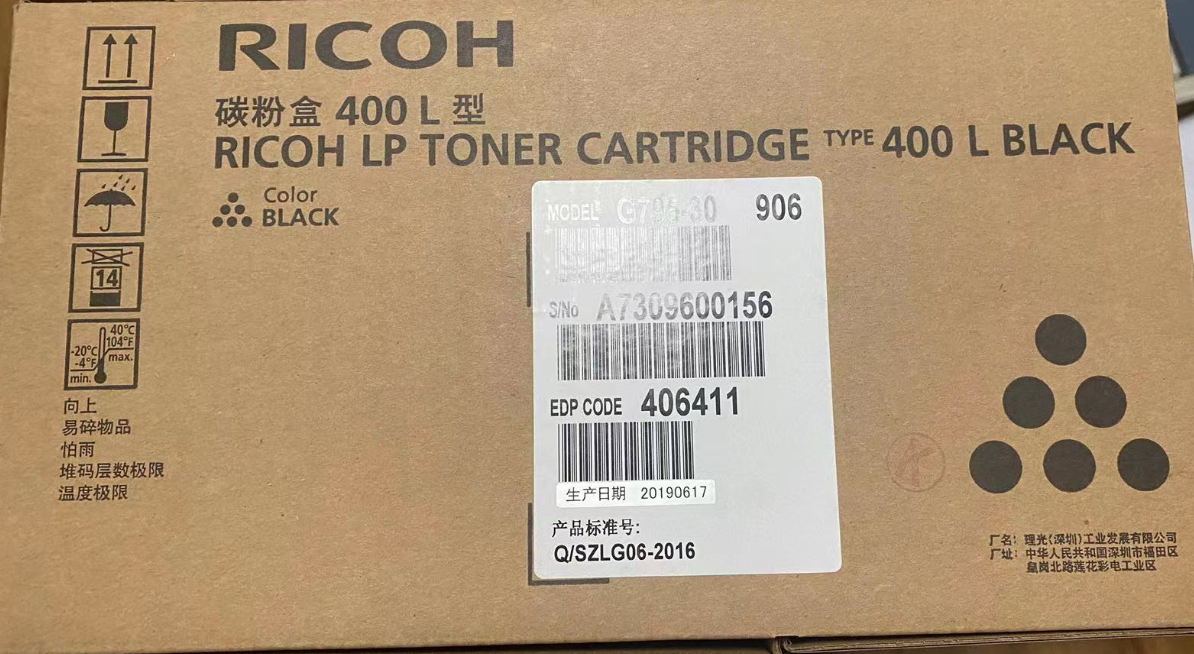 RICOH
碳粉盒 400 L 型
RICOH LP TONER CARTRIDGE TYPE 400 L BLACK
Color
BLACK
14
40°C
104°F
max.
-20°C
-4°F
min.
向上
易碎物品
怕雨
堆码层数极限
温度极限
MODEL 906
S/No A7309600156
EDP CODE 406411
生产日期 20190617
产品标准号:
Q/SZLG06-2016
厂名: 理光(深圳)工业发展有限公司
厂址: 中华人民共和国深圳市福田区
皇岗北路莲花彩电工业区